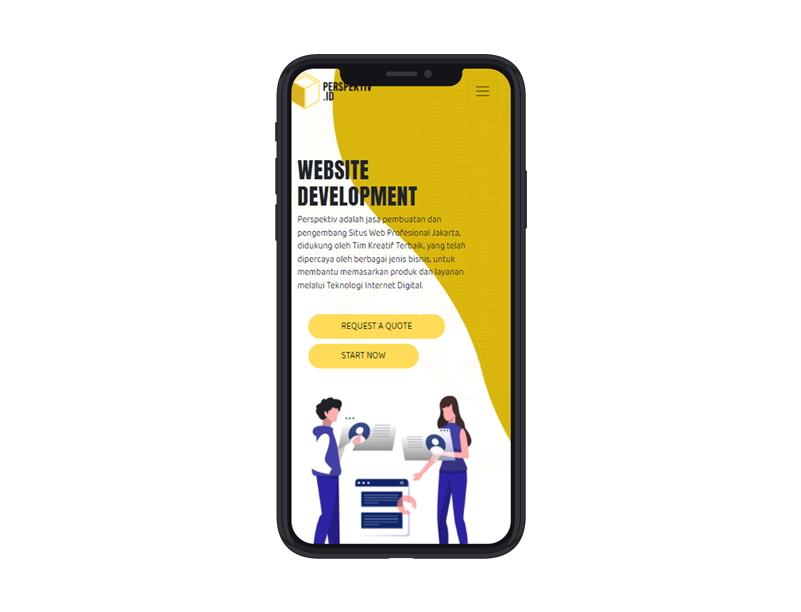 PERSPEKTIV
.ID
WEBSITE
DEVELOPMENT
Perspektiv adalah jasa pembuatan dan
pengembang Situs Web Profesional Jakarta,
didukung oleh Tim Kreatif Terbaik, yang telah
dipercaya oleh berbagai jenis bisnis, untuk
membantu memasarkan produk dan layanan
melalui Teknologi Internet Digital.
REQUEST A QUOTE
START NOW